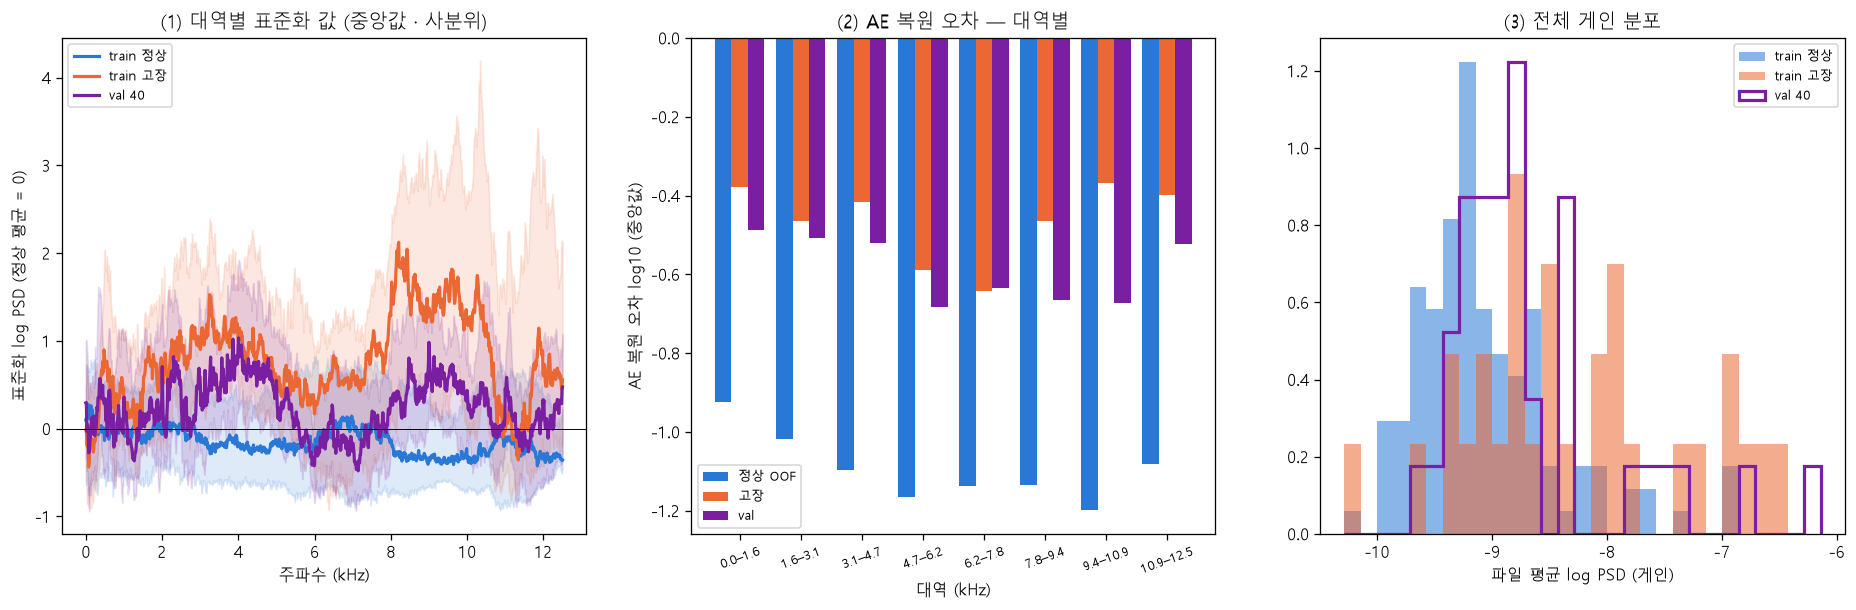 (1) 대역별 표준화 값 (중앙값 · 사분위)
표준화 log PSD (정상 평균 = 0)
4
3
2
1
0
-1
train 정상
train 고장
val 40
0 2 4 6 8 10 12
주파수 (kHz)
(2) AE 복원 오차 — 대역별
AE 복원 오차 log10 (중앙값)
0.0
-0.2
-0.4
-0.6
-0.8
-1.0
-1.2
정상 OOF
고장
val
0.0–1.6 1.6–3.1 3.1–4.7 4.7–6.2 6.2–7.8 7.8–9.4 9.4–10.9 10.9–12.5
대역 (kHz)
(3) 전체 게인 분포
1.2
1.0
0.8
0.6
0.4
0.2
0.0
train 정상
train 고장
val 40
-10 -9 -8 -7 -6
파일 평균 log PSD (게인)